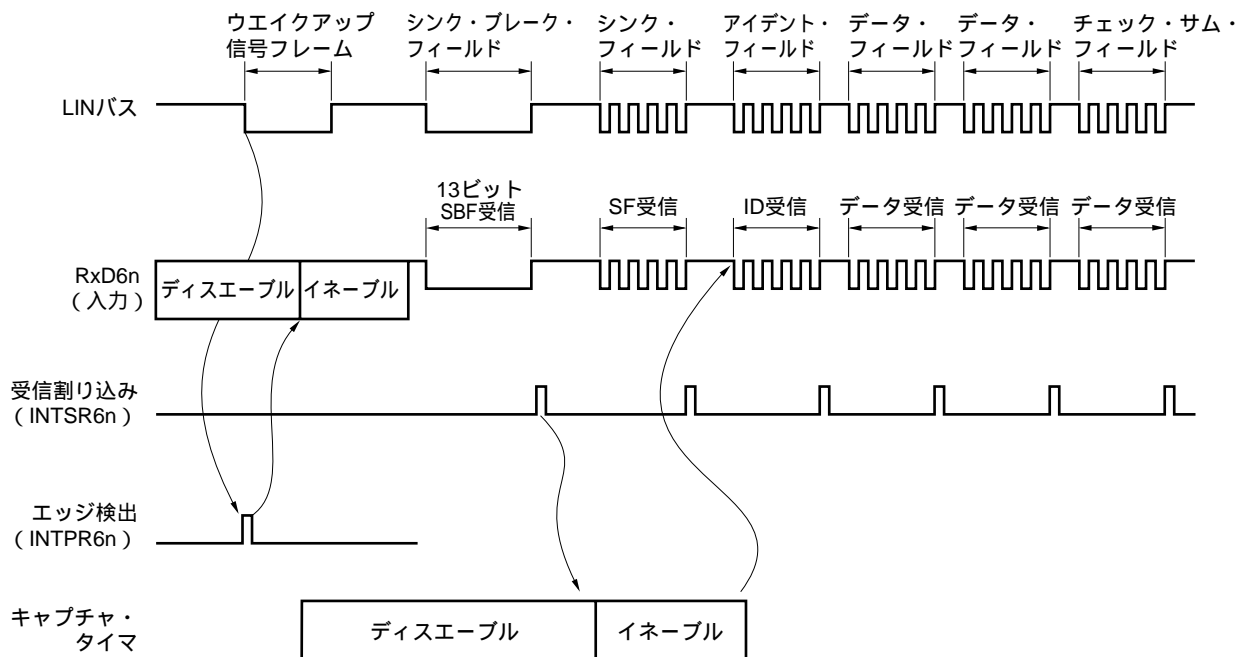 ウエイクアップ
信号フレーム
シンク・ブレーク・
フィールド
シンク・
フィールド
アイデント・
フィールド
データ・
フィールド
データ・
フィールド
チェック・サム・
フィールド
LINバス
13ビット
SBF受信
SF受信
ID受信
データ受信
データ受信
データ受信
RxD6n
（入力）
ディスエーブル
イネーブル
受信割り込み
（INTSR6n）
エッジ検出
（INTPR6n）
キャプチャ・
タイマ
ディスエーブル
イネーブル